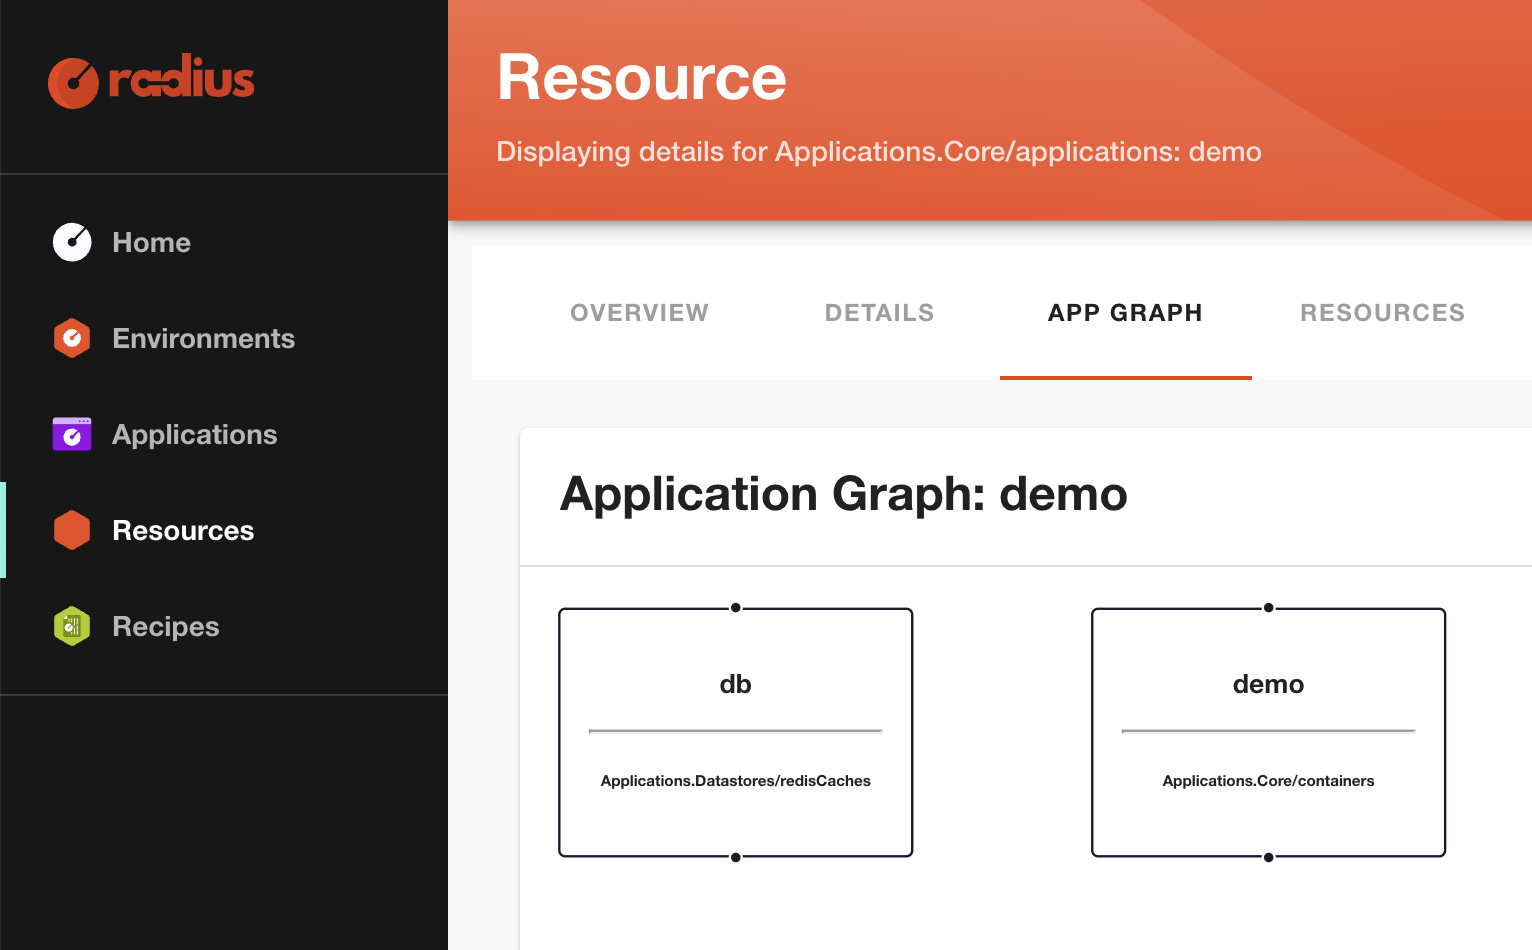 radius
Home
Environments
Applications
Resources
Recipes
Resource
Displaying details for Applications.Core/applications: demo
OVERVIEW DETAILS APP GRAPH RESOURCES
Application Graph: demo
db
Applications.Datastores/redisCaches
demo
Applications.Core/containers